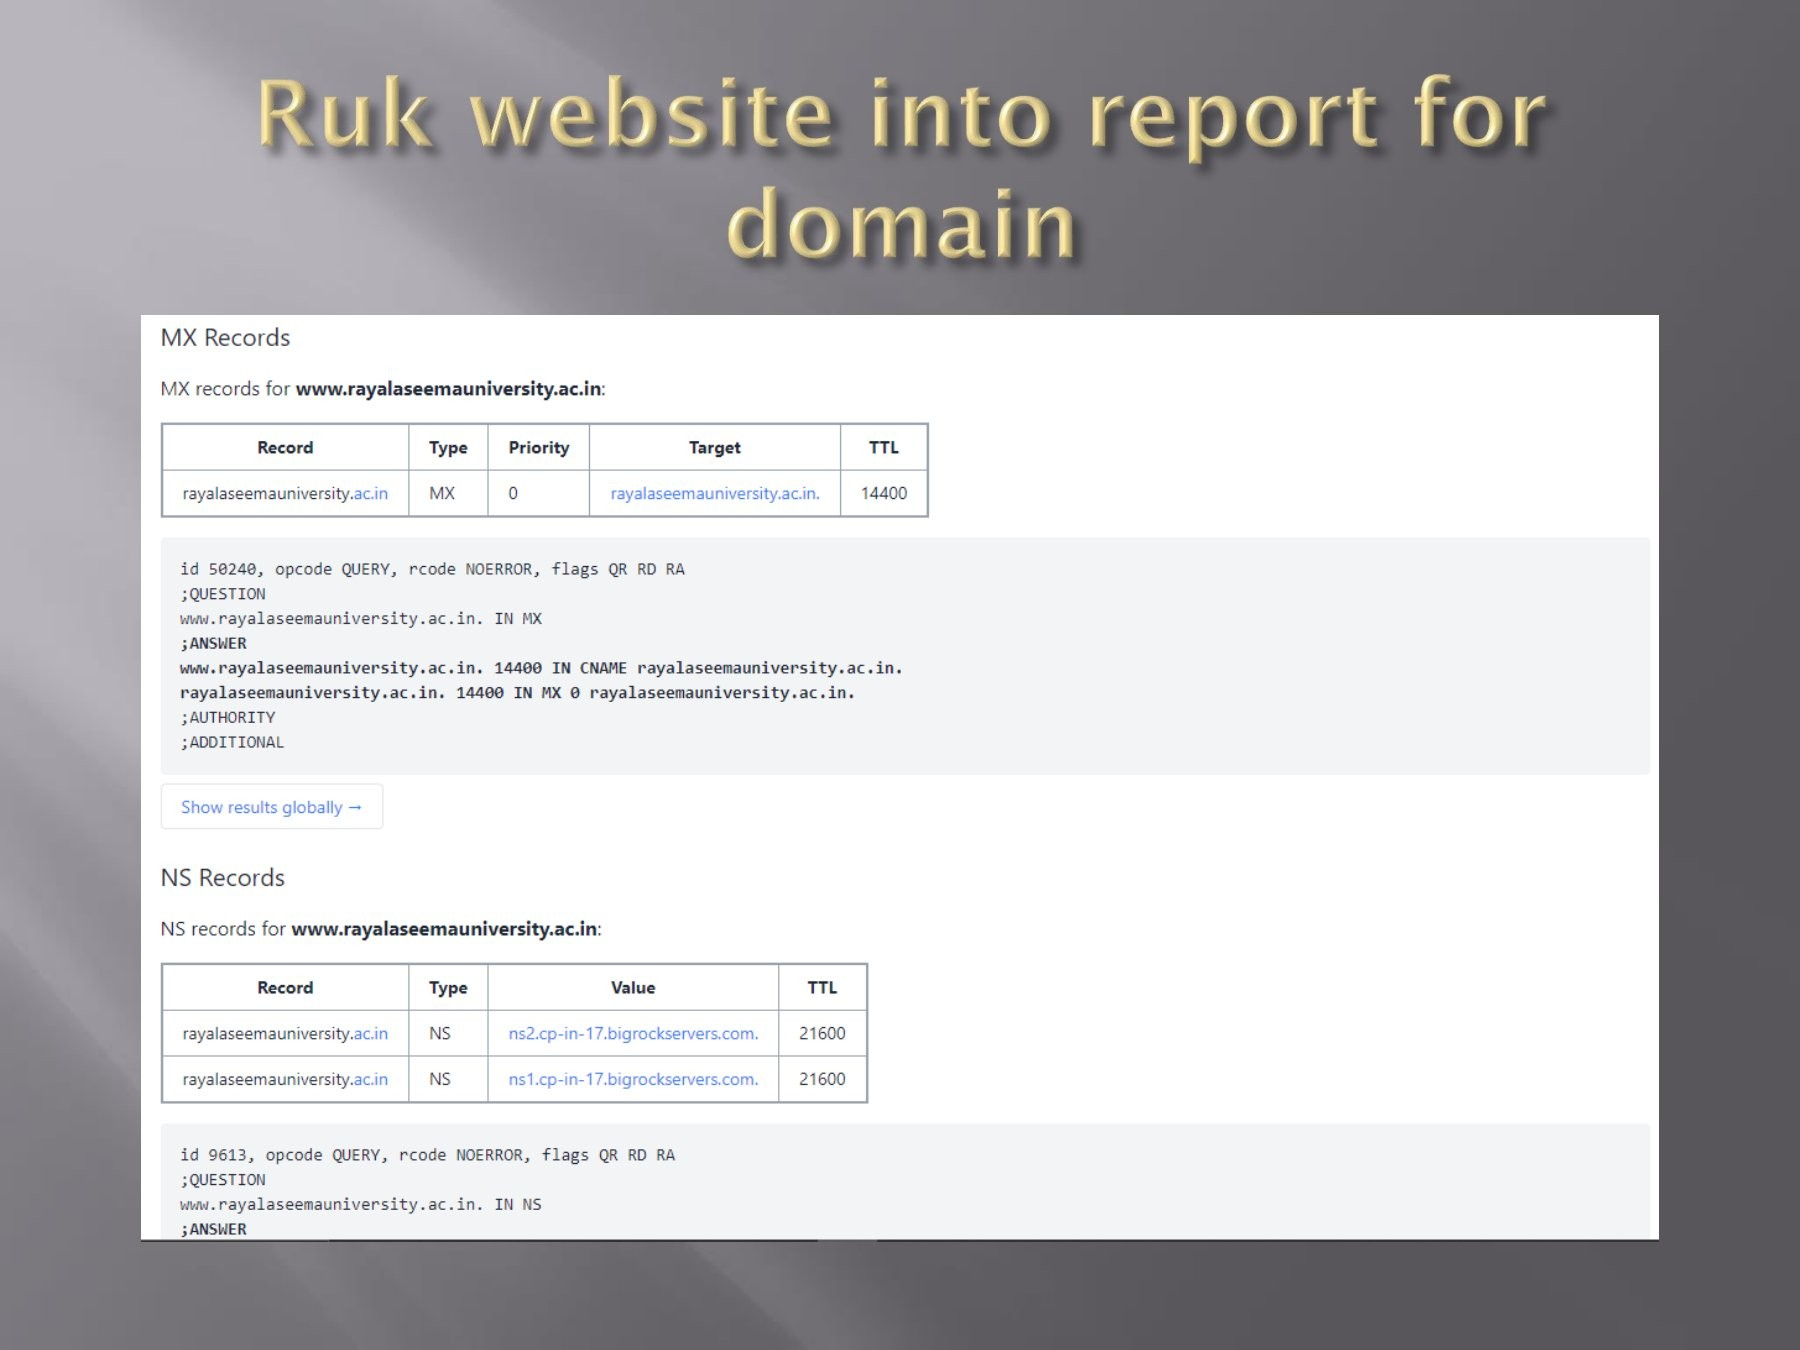 Ruk website into report for
domain
MX Records
MX records for www.rayalaseemauniversity.ac.in:
Record Type Priority Target TTL
rayalaseemauniversity.ac.in MX 0 rayalaseemauniversity.ac.in. 14400
id 50240, opcode QUERY, rcode NOERROR, flags QR RD RA
;QUESTION
www.rayalaseemauniversity.ac.in. IN MX
;ANSWER
www.rayalaseemauniversity.ac.in. 14400 IN CNAME rayalaseemauniversity.ac.in.
rayalaseemauniversity.ac.in. 14400 IN MX 0 rayalaseemauniversity.ac.in.
;AUTHORITY
;ADDITIONAL
Show results globally →
NS Records
NS records for www.rayalaseemauniversity.ac.in:
Record Type Value TTL
rayalaseemauniversity.ac.in NS ns2.cp-in-17.bigrockservers.com. 21600
rayalaseemauniversity.ac.in NS ns1.cp-in-17.bigrockservers.com. 21600
id 9613, opcode QUERY, rcode NOERROR, flags QR RD RA
;QUESTION
www.rayalaseemauniversity.ac.in. IN NS
;ANSWER